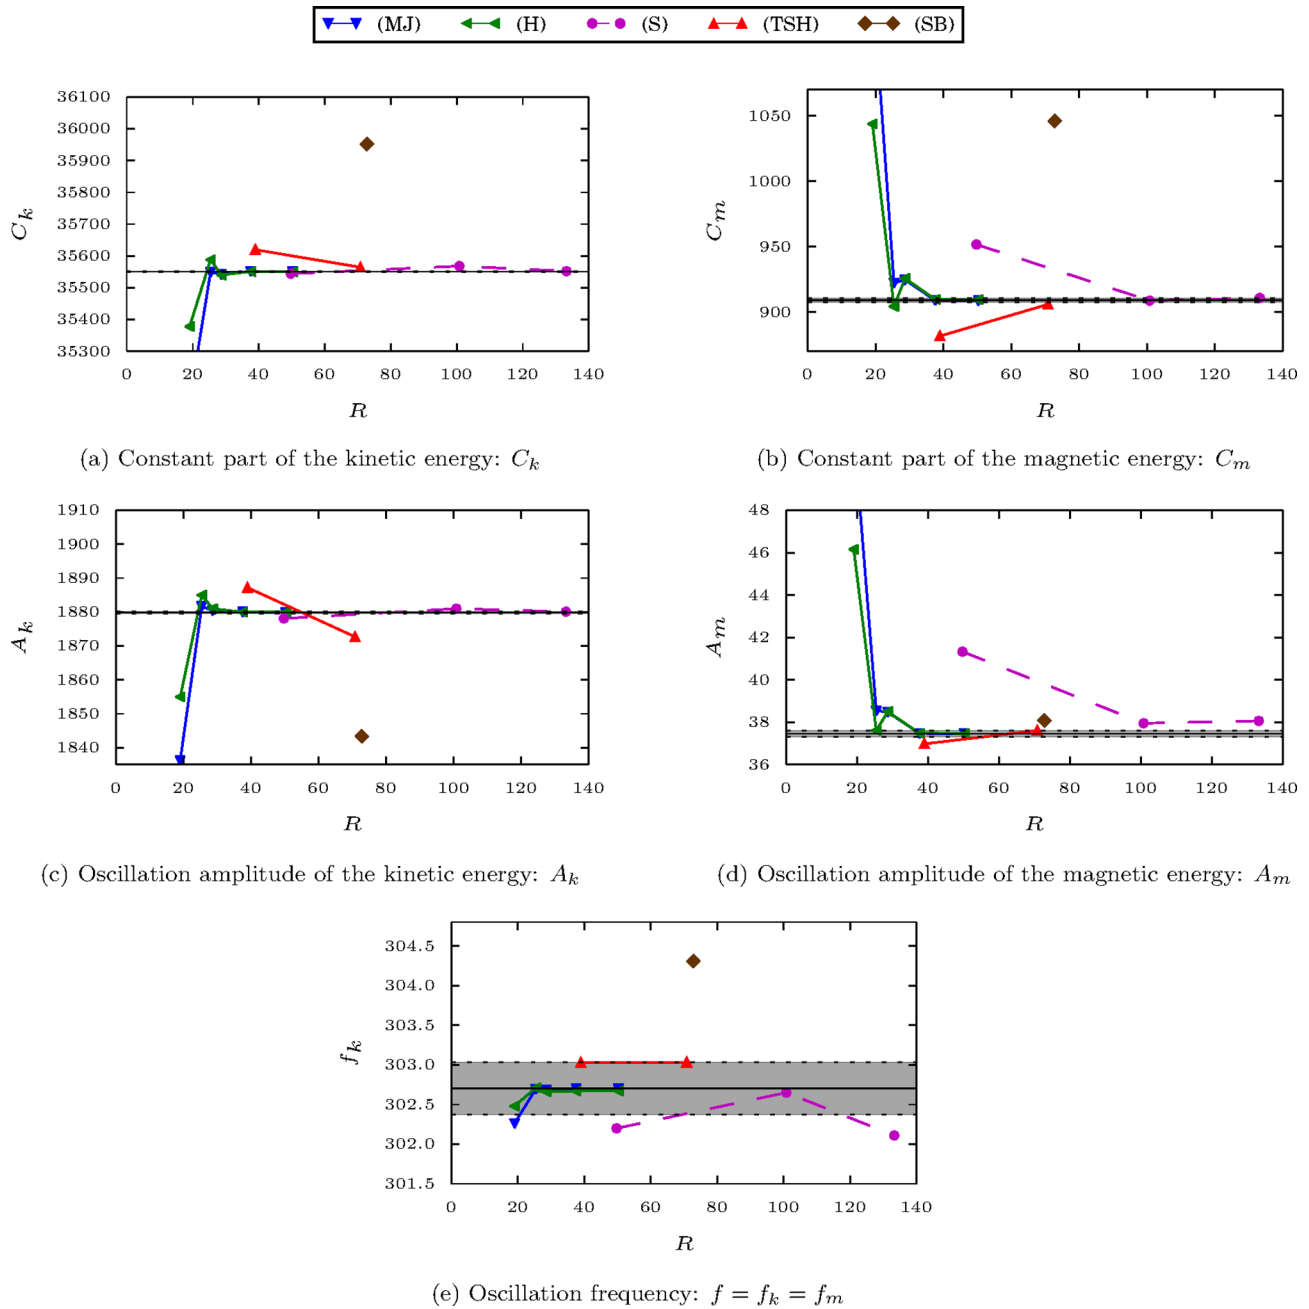 (MJ) (H) (S) (TSH) (SB)
36100
36000
35900
35800
35700
35600
35500
35400
35300
C_k
0 20 40 60 80 100 120 140
R
(a) Constant part of the kinetic energy: C_k
1050
1000
950
900
C_m
0 20 40 60 80 100 120 140
R
(b) Constant part of the magnetic energy: C_m
1910
1900
1890
1880
1870
1860
1850
1840
A_k
0 20 40 60 80 100 120 140
R
(c) Oscillation amplitude of the kinetic energy: A_k
48
46
44
42
40
38
36
A_m
0 20 40 60 80 100 120 140
R
(d) Oscillation amplitude of the magnetic energy: A_m
304.5
304.0
303.5
303.0
302.5
302.0
301.5
f_k
0 20 40 60 80 100 120 140
R
(e) Oscillation frequency: f = f_k = f_m